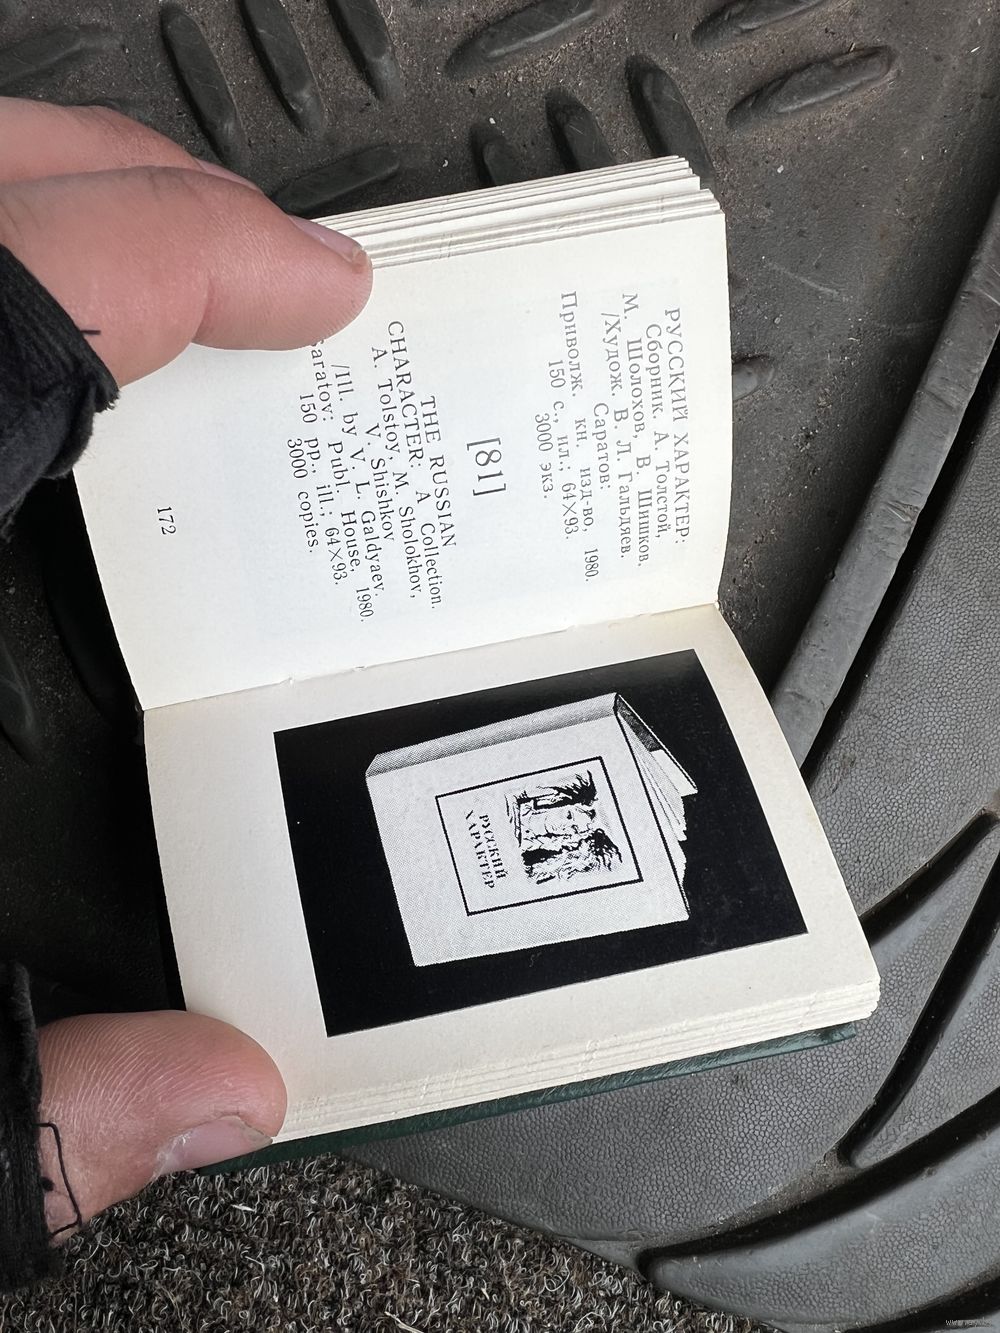 РУССКИЙ ХАРАКТЕР:
Сборник. А. Толстой,
М. Шолохов, В. Шишков.
/Худож. В. Л. Гальдяев.
Саратов:
Приволж. кн. изд-во, 1980.
150 с., ил.; 64×93.
3000 экз.
[81]
THE RUSSIAN
CHARACTER: A Collection.
A. Tolstoy, M. Sholokhov,
V. Shishkov
/Ill. by V. L. Galdyaev.
aratov: Publ. House, 1980.
150 pp., ill.; 64×93.
3000 copies.
172
РУССКИЙ
ХАРАКТЕР